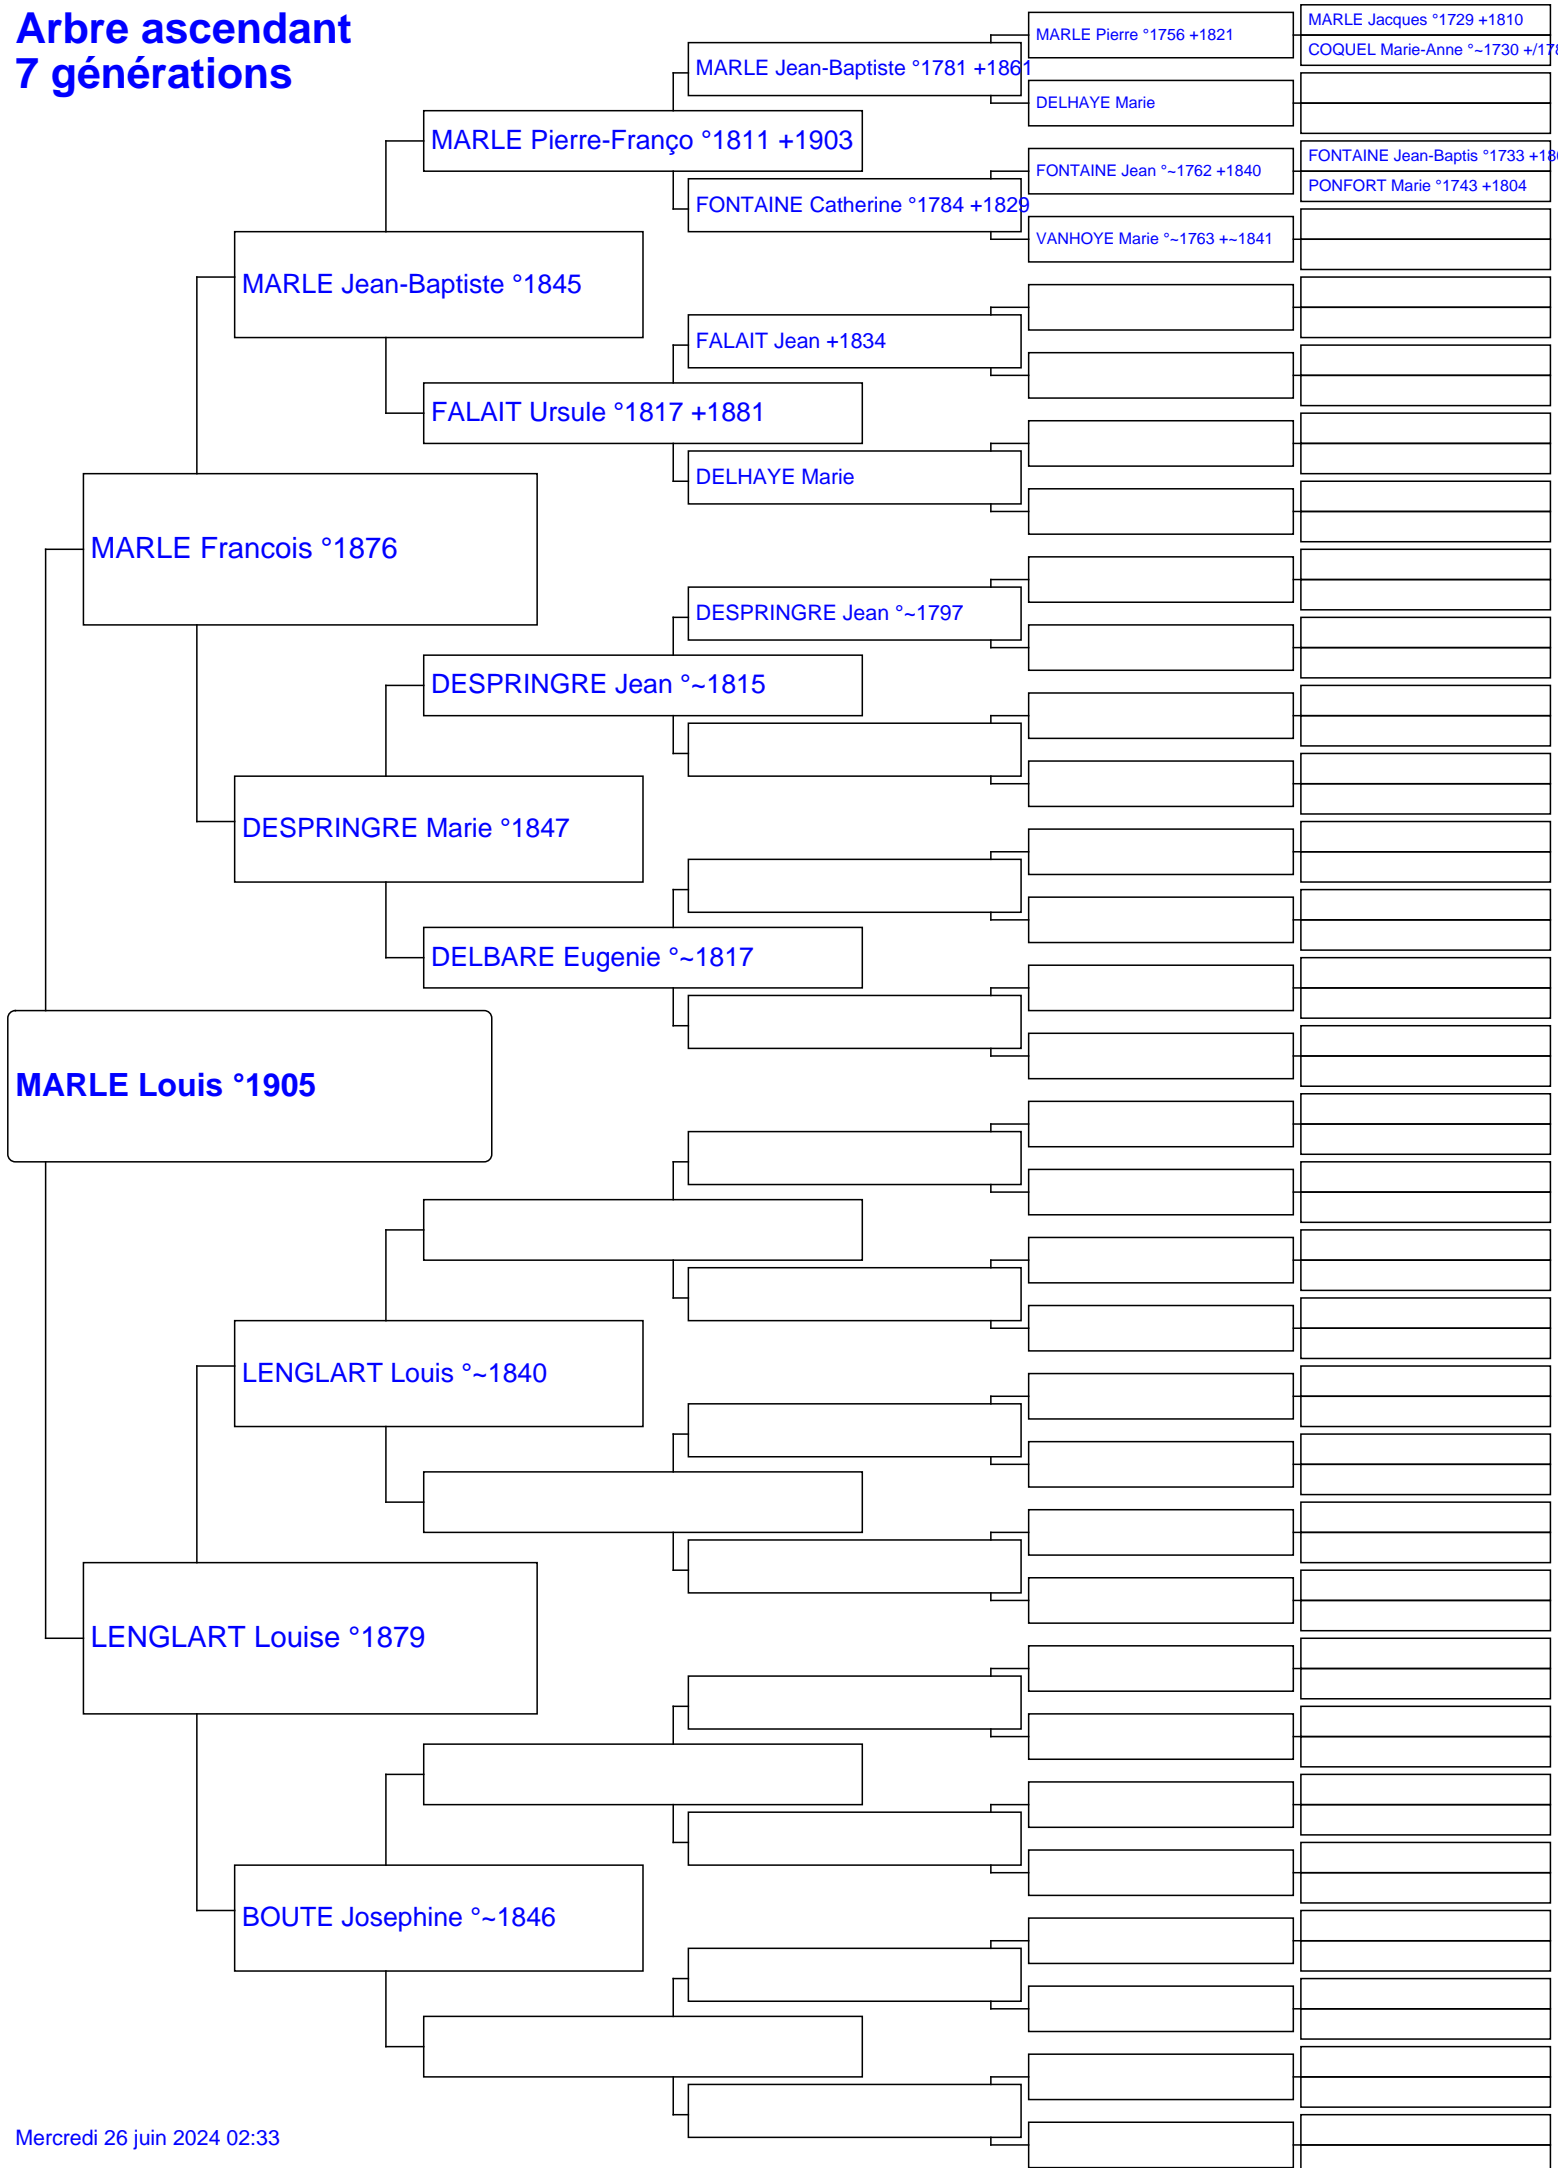 Arbre ascendant
7 générations
MARLE Jacques °1729 +1810
MARLE Pierre °1756 +1821
COQUEL Marie-Anne °~1730 +/178
MARLE Jean-Baptiste °1781 +1861
DELHAYE Marie
MARLE Pierre-Franço °1811 +1903
FONTAINE Jean-Baptis °1733 +180
FONTAINE Jean °~1762 +1840
PONFORT Marie °1743 +1804
FONTAINE Catherine °1784 +1829
VANHOYE Marie °~1763 +~1841
MARLE Jean-Baptiste °1845
FALAIT Jean +1834
FALAIT Ursule °1817 +1881
DELHAYE Marie
MARLE Francois °1876
DESPRINGRE Jean °~1797
DESPRINGRE Jean °~1815
DESPRINGRE Marie °1847
DELBARE Eugenie °~1817
MARLE Louis °1905
LENGLART Louis °~1840
LENGLART Louise °1879
BOUTE Josephine °~1846
Mercredi 26 juin 2024 02:33